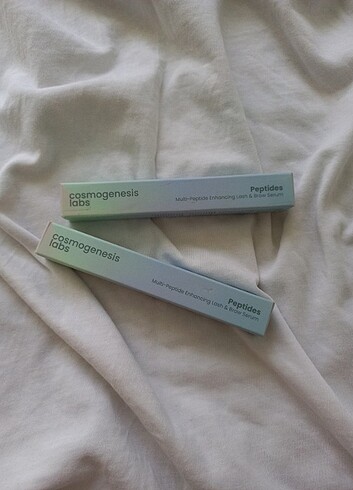 cosmogenesis
labs
Peptides
Multi-Peptide Enhancing Lash & Brow Serum
cosmogenesis
labs
Peptides
Multi-Peptide Enhancing Lash & Brow Serum